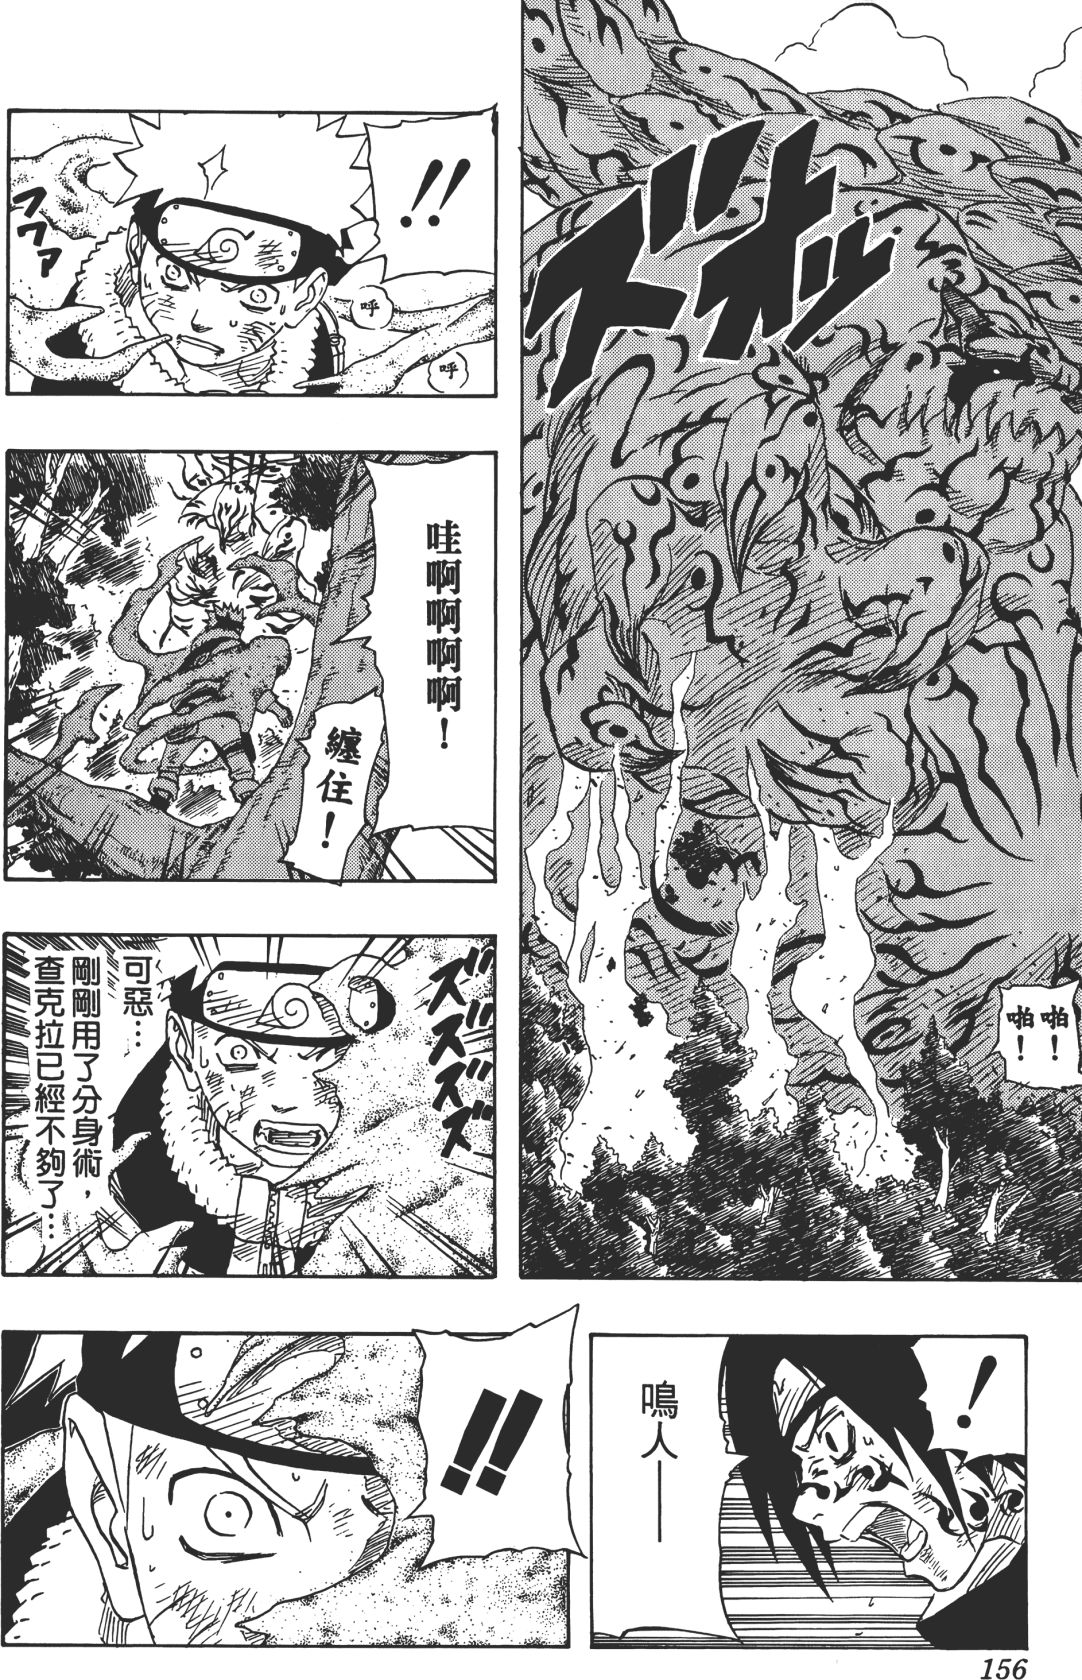 ズオッ
啪！
啪！
！！
フワァ
呼
呼
哇啊啊啊啊！
纏住！
ズズズズ
可惡…
剛剛用了分身術，
查克拉已經不夠了…
！
鳴人——
！！
156